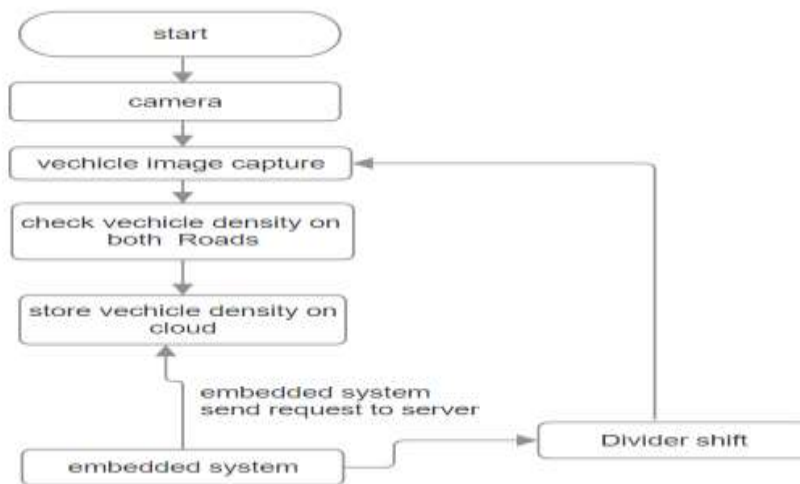 start
camera
vechicle image capture
check vechicle density on
both Roads
store vechicle density on
cloud
embedded system
send request to server
Divider shift
embedded system